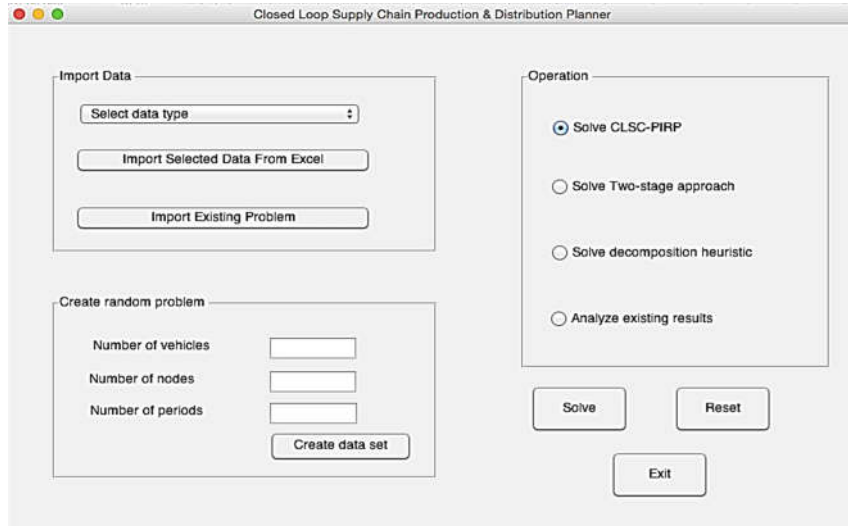 Closed Loop Supply Chain Production & Distribution Planner
Import Data
Select data type
Import Selected Data From Excel
Import Existing Problem
Create random problem
Number of vehicles
Number of nodes
Number of periods
Create data set
Operation
Solve CLSC-PIRP
Solve Two-stage approach
Solve decomposition heuristic
Analyze existing results
Solve
Reset
Exit